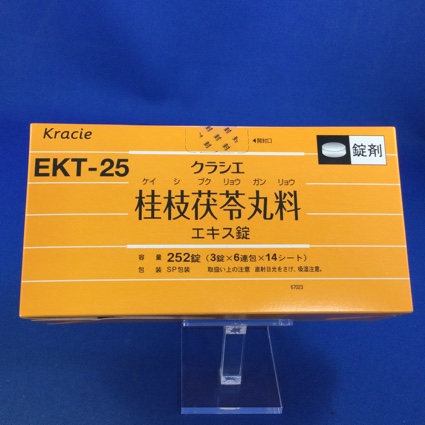 Kracie
◀開封口
錠剤
EKT-25
クラシエ
ケイ シ ブク リョウ ガン リョウ
桂枝茯苓丸料
エキス錠
容量 252錠（3錠×6連包×14シート）
包装 SP包装 取扱い上の注意 直射日光をさけ、吸湿注意。